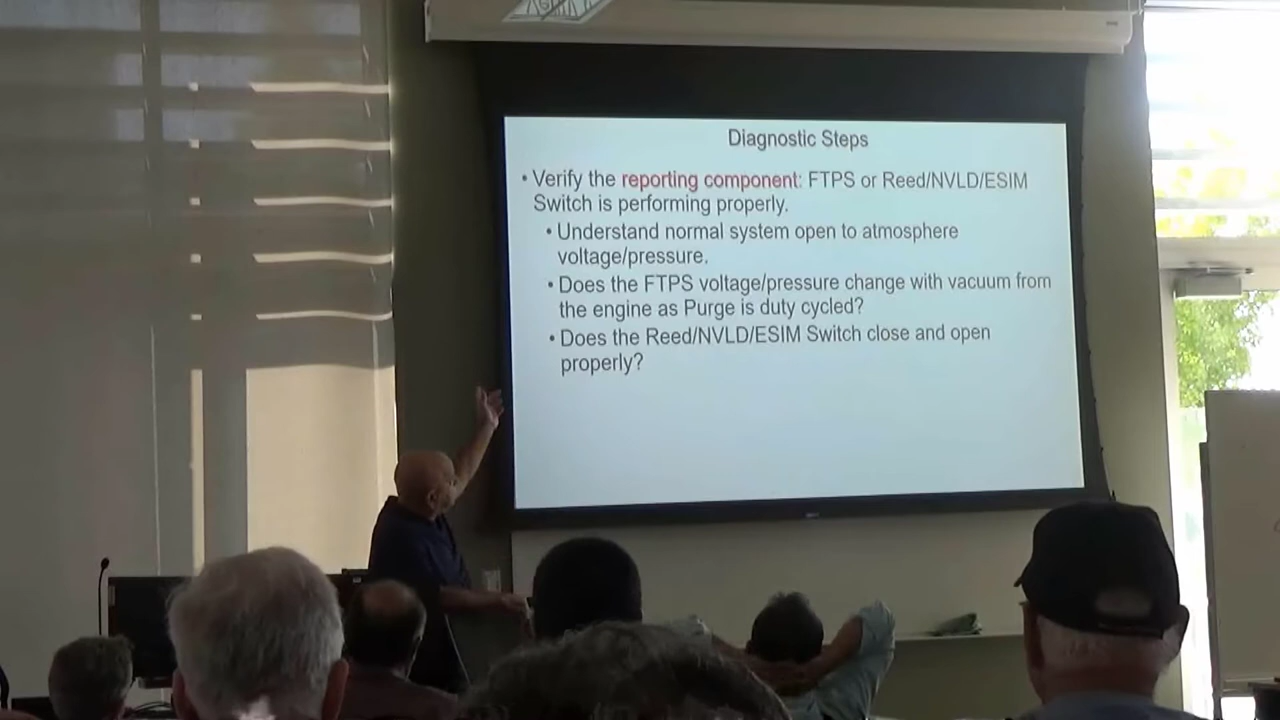 Diagnostic Steps
• Verify the reporting component: FTPS or Reed/NVLD/ESIM
Switch is performing properly.
• Understand normal system open to atmosphere
voltage/pressure.
• Does the FTPS voltage/pressure change with vacuum from
the engine as Purge is duty cycled?
• Does the Reed/NVLD/ESIM Switch close and open
properly?